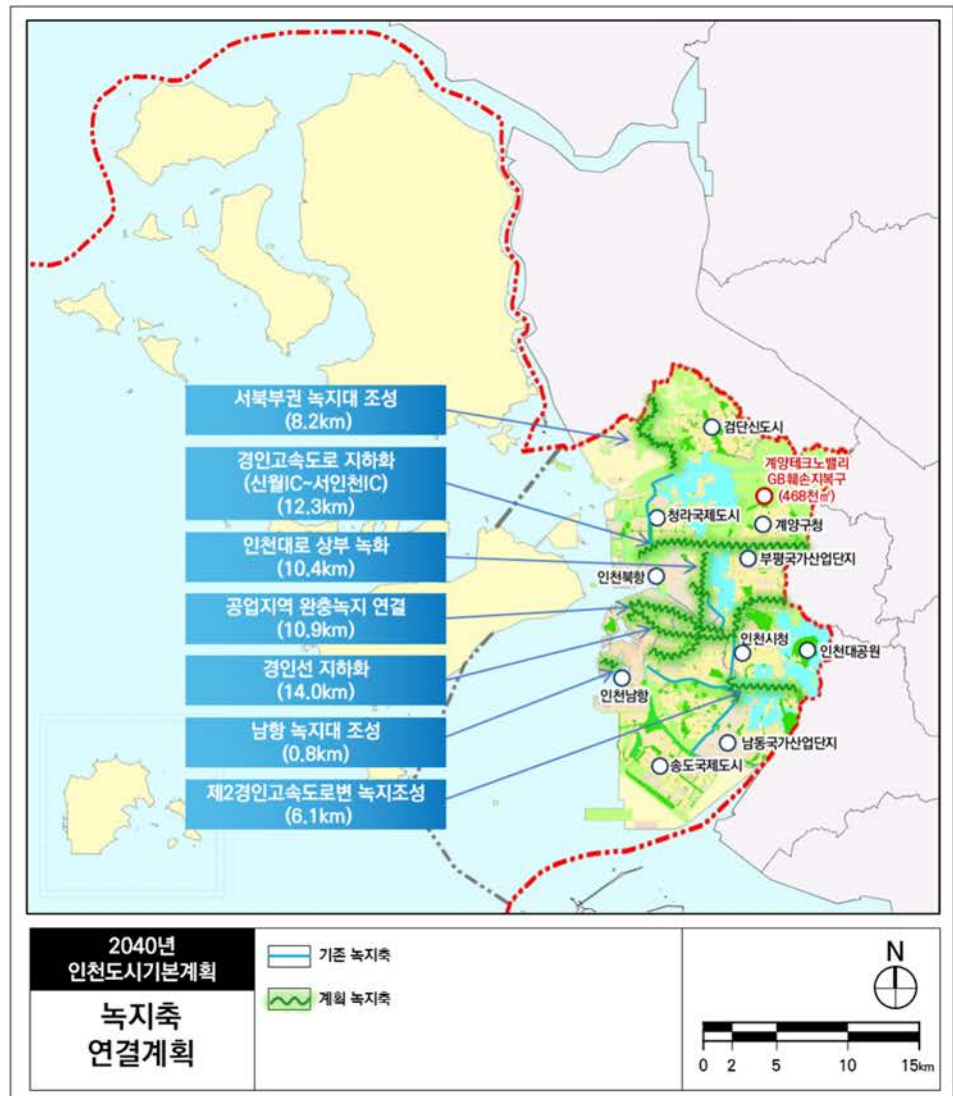 서북부권 녹지대 조성
(8.2km)
경인고속도로 지하화
(신월IC~서인천IC)
(12.3km)
인천대로 상부 녹화
(10.4km)
공업지역 완충녹지 연결
(10.9km)
경인선 지하화
(14.0km)
남항 녹지대 조성
(0.8km)
제2경인고속도로변 녹지조성
(6.1km)
검단신도시
계양테크노밸리
GB훼손지복구
(468천㎡)
청라국제도시
계양구청
부평국가산업단지
인천북항
인천시청
인천대공원
인천남항
남동국가산업단지
송도국제도시
2040년
인천도시기본계획
녹지축
연결계획
기존 녹지축
계획 녹지축
N
0 2 5 10 15km